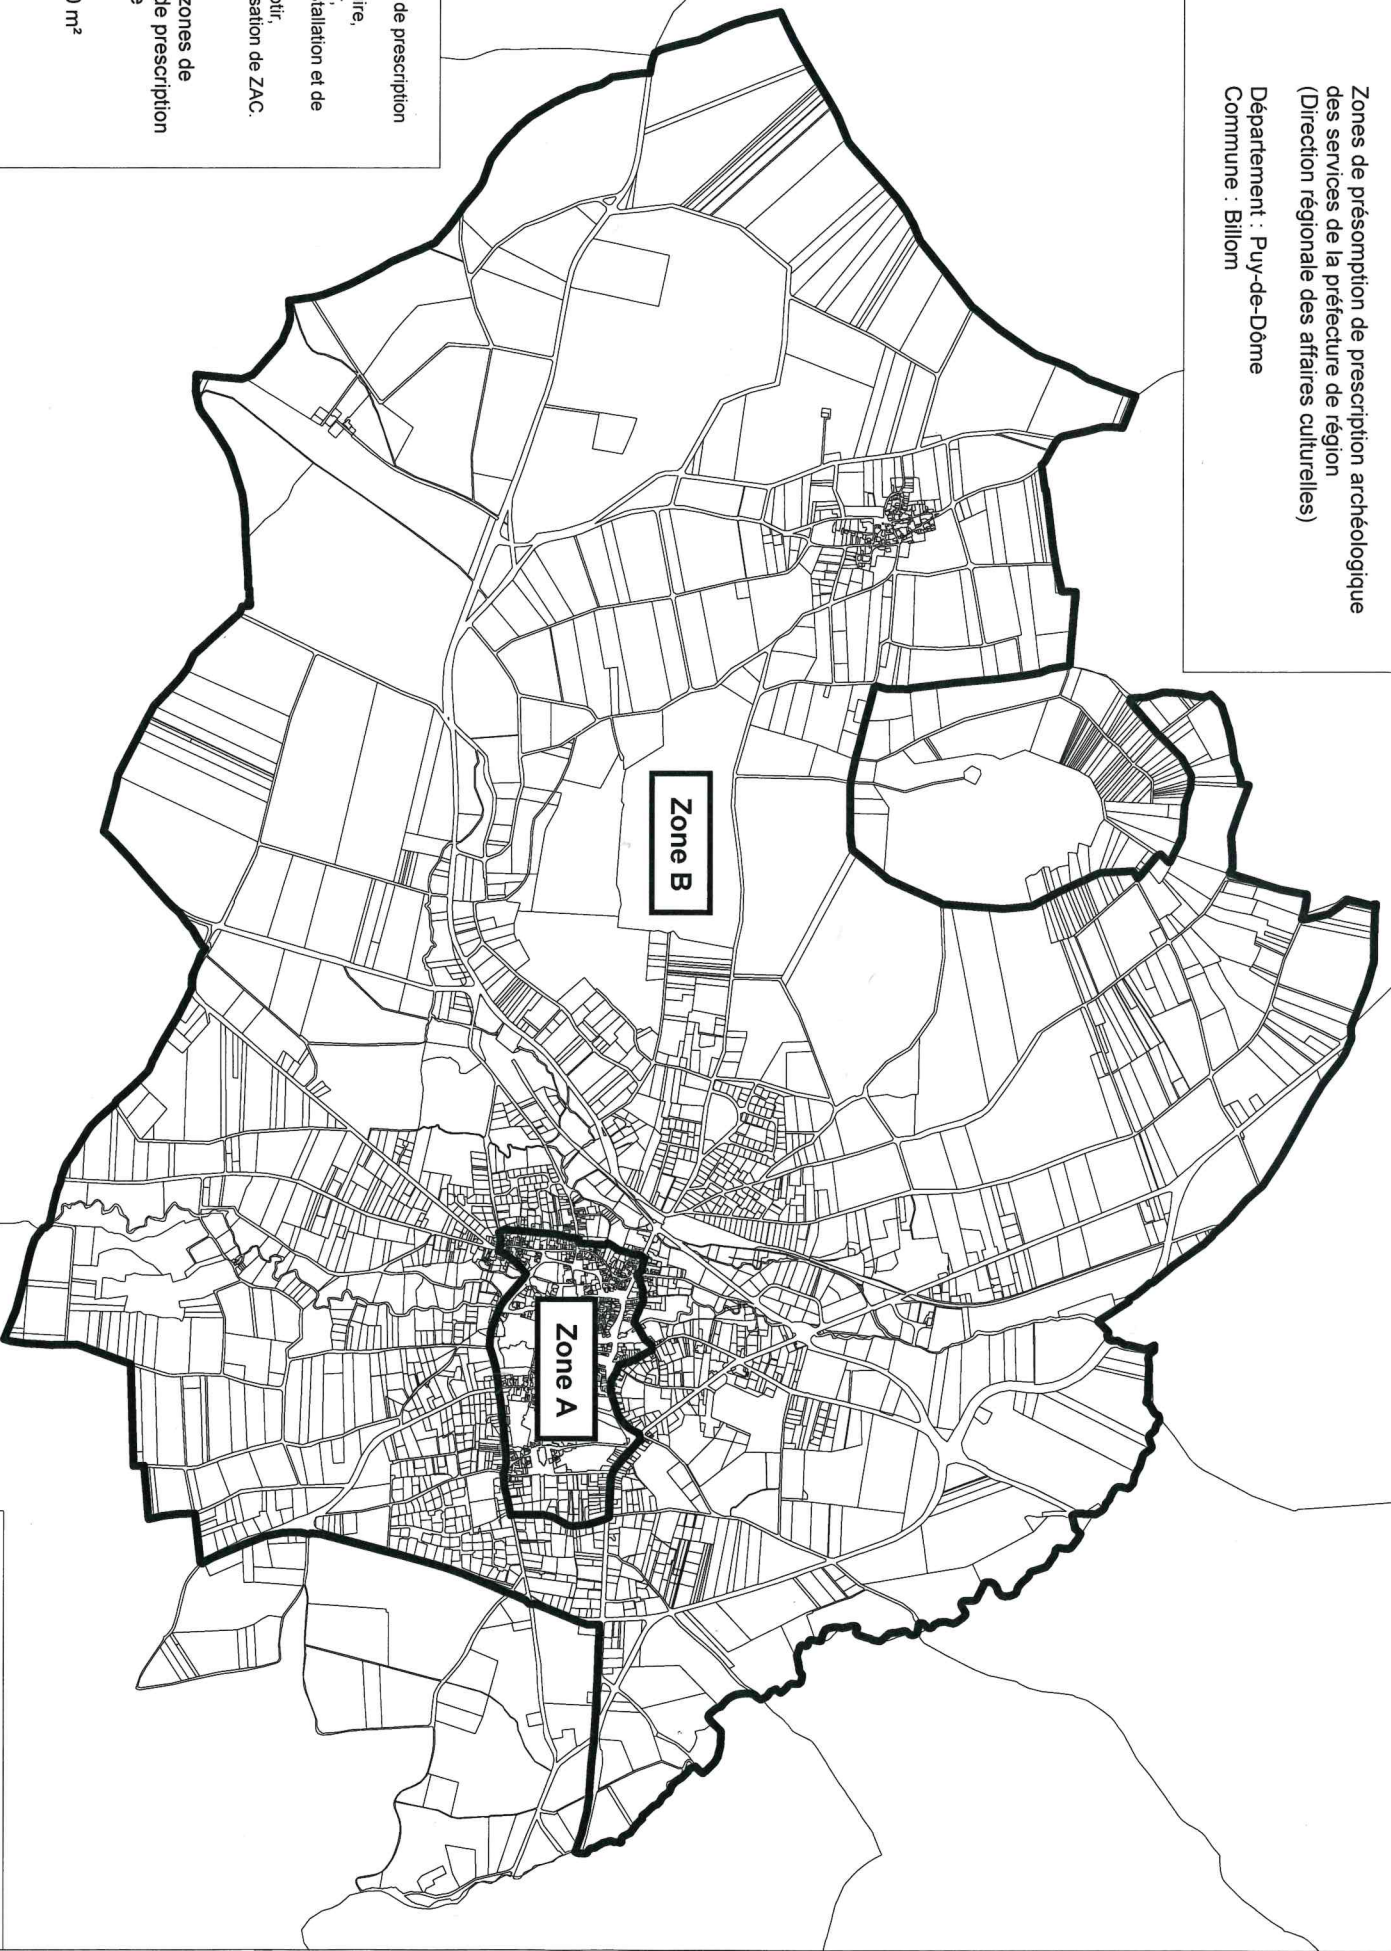 Zones de présomption de prescription archéologique
des services de la préfecture de région
(Direction régionale des affaires culturelles)
Département : Puy-de-Dôme
Commune : Billom
de prescription
ire,
tallation et de
tir,
sation de ZAC.
zones de
de prescription
e
0 m²
Zone B
Zone A